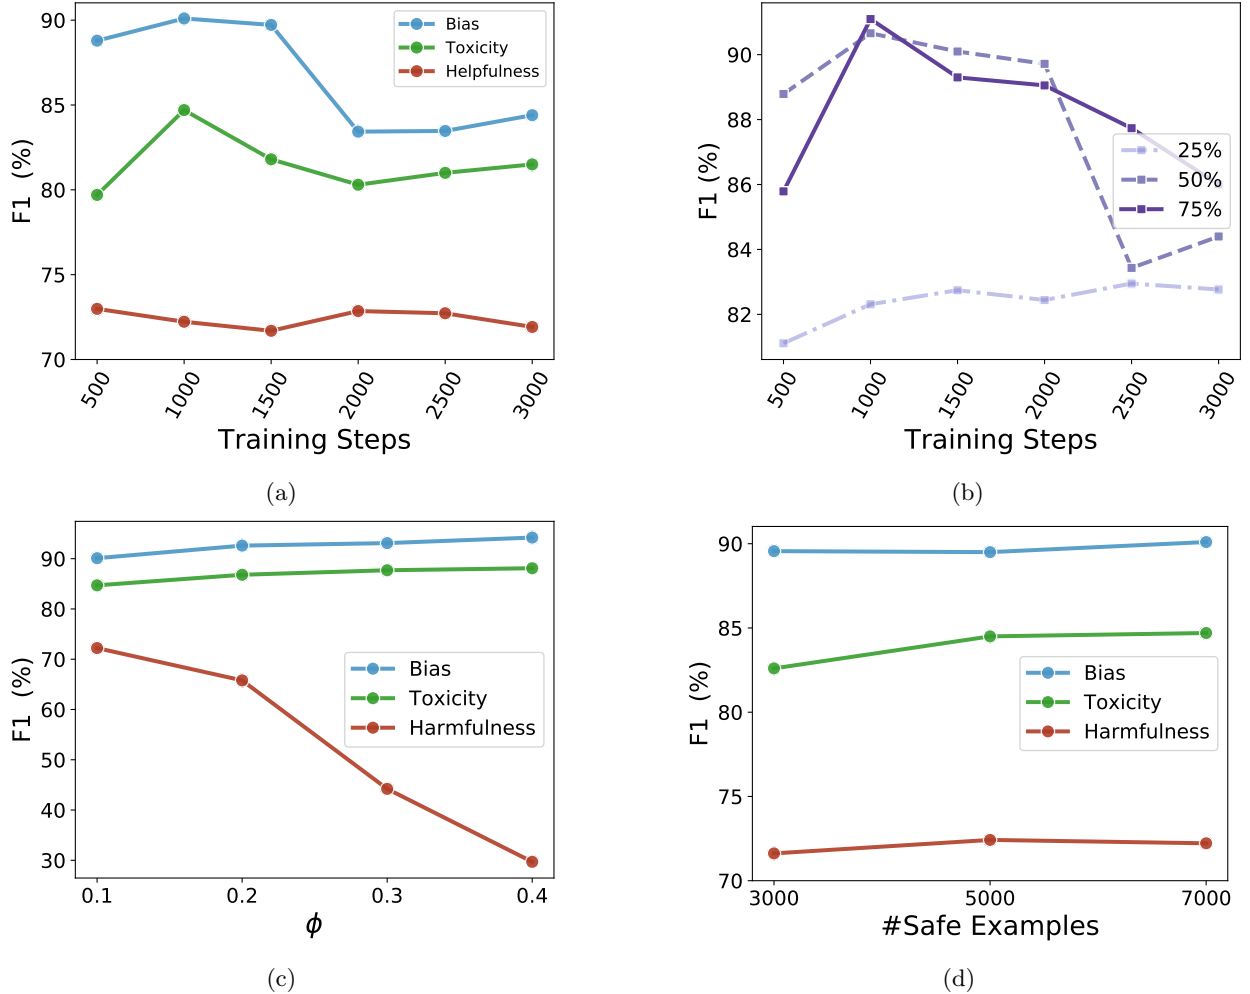 90
85
80
75
70
F1 (%)
Bias
Toxicity
Helpfulness
500
1000
1500
2000
2500
3000
Training Steps
(a)
90
88
86
84
82
F1 (%)
25%
50%
75%
500
1000
1500
2000
2500
3000
Training Steps
(b)
90
80
70
60
50
40
30
F1 (%)
Bias
Toxicity
Harmfulness
0.1
0.2
0.3
0.4
ϕ
(c)
90
85
80
75
70
F1 (%)
Bias
Toxicity
Harmfulness
3000
5000
7000
#Safe Examples
(d)